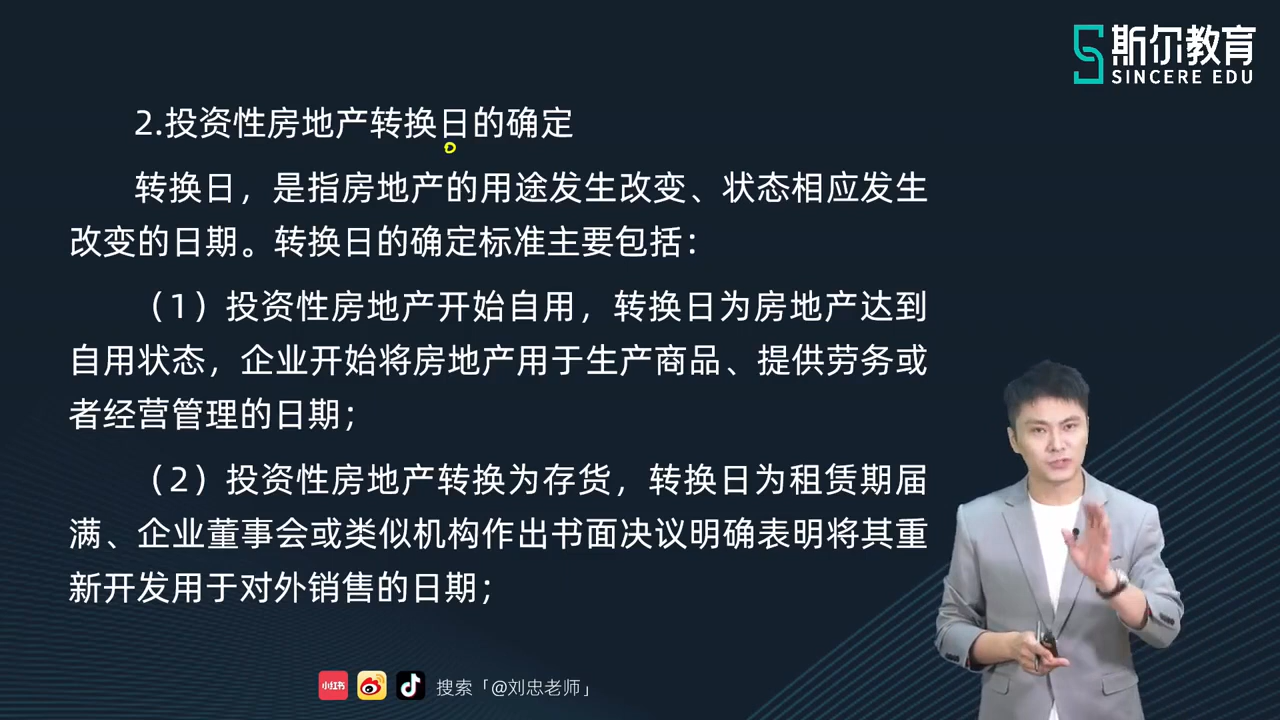 斯尔教育
SINCERE EDU
2.投资性房地产转换日的确定
转换日，是指房地产的用途发生改变、状态相应发生
改变的日期。转换日的确定标准主要包括：
（1）投资性房地产开始自用，转换日为房地产达到
自用状态，企业开始将房地产用于生产商品、提供劳务或
者经营管理的日期；
（2）投资性房地产转换为存货，转换日为租赁期届
满、企业董事会或类似机构作出书面决议明确表明将其重
新开发用于对外销售的日期；
小红书
搜索「@刘忠老师」